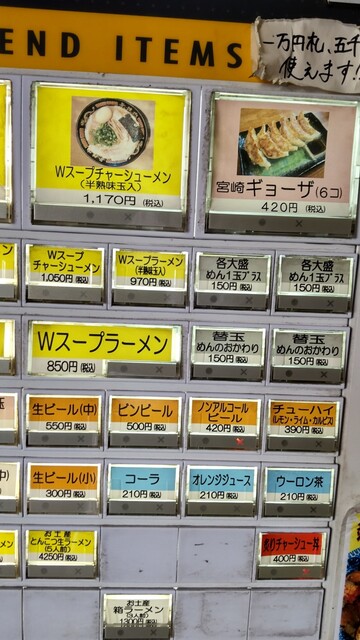 END ITEMS
一万円札、五千
使えます!!
Wスープチャーシューメン
(半熟味玉入)
1,170円 (税込)
宮崎ギョーザ(6コ)
420円 (税込)
Wスープ
チャーシューメン
1,050円(税込)
Wスープラーメン
(半熟味玉入)
970円(税込)
各大盛
めん1玉プラス
150円(税込)
各大盛
めん1玉プラス
150円(税込)
Wスープラーメン
850円(税込)
替玉
めんのおかわり
150円(税込)
替玉
めんのおかわり
150円(税込)
生ビール(中)
550円(税込)
ビンビール
500円(税込)
ノンアルコール
ビール
420円(税込)
チューハイ
(レモン・ライム・カルピス)
390円(税込)
生ビール(小)
300円(税込)
コーラ
210円(税込)
オレンジジュース
210円(税込)
ウーロン茶
210円(税込)
お土産
とんこつ生ラーメン
(5人前)
4250円(税込)
炙りチャーシュー丼
400円(税込)
お土産
箱ラーメン
(3人前)
1300円(税込)